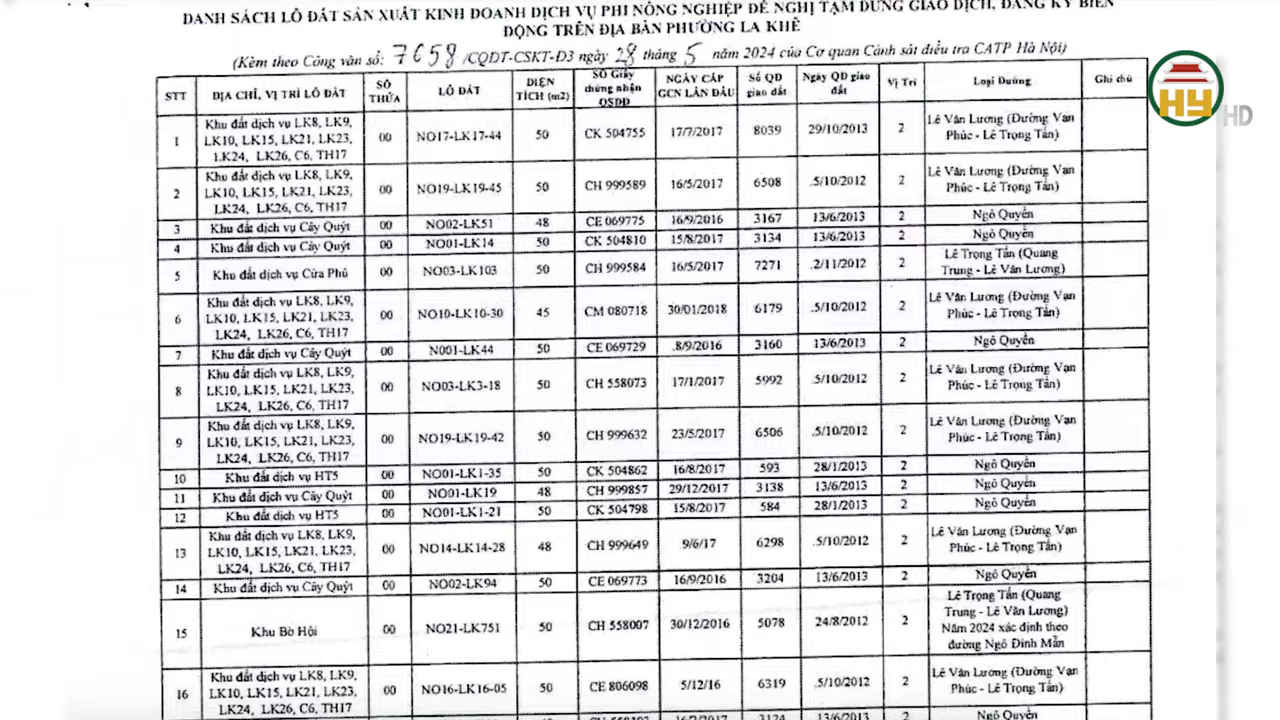 DANH SÁCH LÔ ĐẤT SẢN XUẤT KINH DOANH DỊCH VỤ PHI NÔNG NGHIỆP ĐỀ NGHỊ TẠM DỪNG GIAO DỊCH, ĐĂNG KÝ BIẾN
ĐỘNG TRÊN ĐỊA BÀN PHƯỜNG LA KHÊ
(Kèm theo Công văn số: 7658/CQĐT-CSKT-Đ3 ngày 28 tháng 5 năm 2024 của Cơ quan Cảnh sát điều tra CATP Hà Nội)
STT ĐỊA CHỈ, VỊ TRÍ LÔ ĐẤT SỐ THỬA LÔ ĐẤT DIỆN TÍCH (m2) Số Giấy chứng nhận QSDĐ NGÀY CẤP GCN LẦN ĐẦU Số QĐ giao đất Ngày QĐ giao đất Vị Trí Loại Đường Ghi chú
1 Khu đất dịch vụ LK8, LK9, LK10, LK15, LK21, LK23, LK24, LK26, C6, TH17 00 NO17-LK17-44 50 CK 504755 17/7/2017 8039 29/10/2013 2 Lê Văn Lương (Đường Vạn Phúc - Lê Trọng Tấn)
2 Khu đất dịch vụ LK8, LK9, LK10, LK15, LK21, LK23, LK24, LK26, C6, TH17 00 NO19-LK19-45 50 CH 999589 16/5/2017 6508 .5/10/2012 2 Lê Văn Lương (Đường Vạn Phúc - Lê Trọng Tấn)
3 Khu đất dịch vụ Cây Quýt 00 NO02-LK51 48 CE 069775 16/9/2016 3167 13/6/2013 2 Ngô Quyền
4 Khu đất dịch vụ Cây Quýt 00 NO01-LK14 50 CK 504810 15/8/2017 3134 13/6/2013 2 Ngô Quyền
5 Khu đất dịch vụ Cửa Phủ 00 NO03-LK103 50 CH 999584 16/5/2017 7271 .2/11/2012 2 Lê Trọng Tấn (Quang Trung - Lê Văn Lương)
6 Khu đất dịch vụ LK8, LK9, LK10, LK15, LK21, LK23, LK24, LK26, C6, TH17 00 NO10-LK10-30 45 CM 080718 30/01/2018 6179 .5/10/2012 2 Lê Văn Lương (Đường Vạn Phúc - Lê Trọng Tấn)
7 Khu đất dịch vụ Cây Quýt 00 N001-LK44 50 CE 069729 .8/9/2016 3160 13/6/2013 2 Ngô Quyền
8 Khu đất dịch vụ LK8, LK9, LK10, LK15, LK21, LK23, LK24, LK26, C6, TH17 00 NO03-LK3-18 50 CH 558073 17/1/2017 5992 .5/10/2012 2 Lê Văn Lương (Đường Vạn Phúc - Lê Trọng Tấn)
9 Khu đất dịch vụ LK8, LK9, LK10, LK15, LK21, LK23, LK24, LK26, C6, TH17 00 NO19-LK19-42 50 CH 999632 23/5/2017 6506 .5/10/2012 2 Lê Văn Lương (Đường Vạn Phúc - Lê Trọng Tấn)
10 Khu đất dịch vụ HT5 00 NO01-LK1-35 50 CK 504862 16/8/2017 593 28/1/2013 2 Ngô Quyền
11 Khu đất dịch vụ Cây Quýt 00 NO01-LK19 48 CH 999857 29/12/2017 3138 13/6/2013 2 Ngô Quyền
12 Khu đất dịch vụ HT5 00 NO01-LK1-21 50 CK 504798 15/8/2017 584 28/1/2013 2 Ngô Quyền
13 Khu đất dịch vụ LK8, LK9, LK10, LK15, LK21, LK23, LK24, LK26, C6, TH17 00 NO14-LK14-28 48 CH 999649 9/6/17 6298 .5/10/2012 2 Lê Văn Lương (Đường Vạn Phúc - Lê Trọng Tấn)
14 Khu đất dịch vụ Cây Quýt 00 NO02-LK94 50 CE 069773 16/9/2016 3204 13/6/2013 2 Ngô Quyền
15 Khu Bờ Hội 00 NO21-LK751 50 CH 558007 30/12/2016 5078 24/8/2012 2 Lê Trọng Tấn (Quang Trung - Lê Văn Lương) Năm 2024 xác định theo đường Ngô Đình Mẫn
16 Khu đất dịch vụ LK8, LK9, LK10, LK15, LK21, LK23, LK24, LK26, C6, TH17 00 NO16-LK16-05 50 CE 806098 5/12/16 6319 .5/10/2012 2 Lê Văn Lương (Đường Vạn Phúc - Lê Trọng Tấn)
Ngô Quyền
HY HD